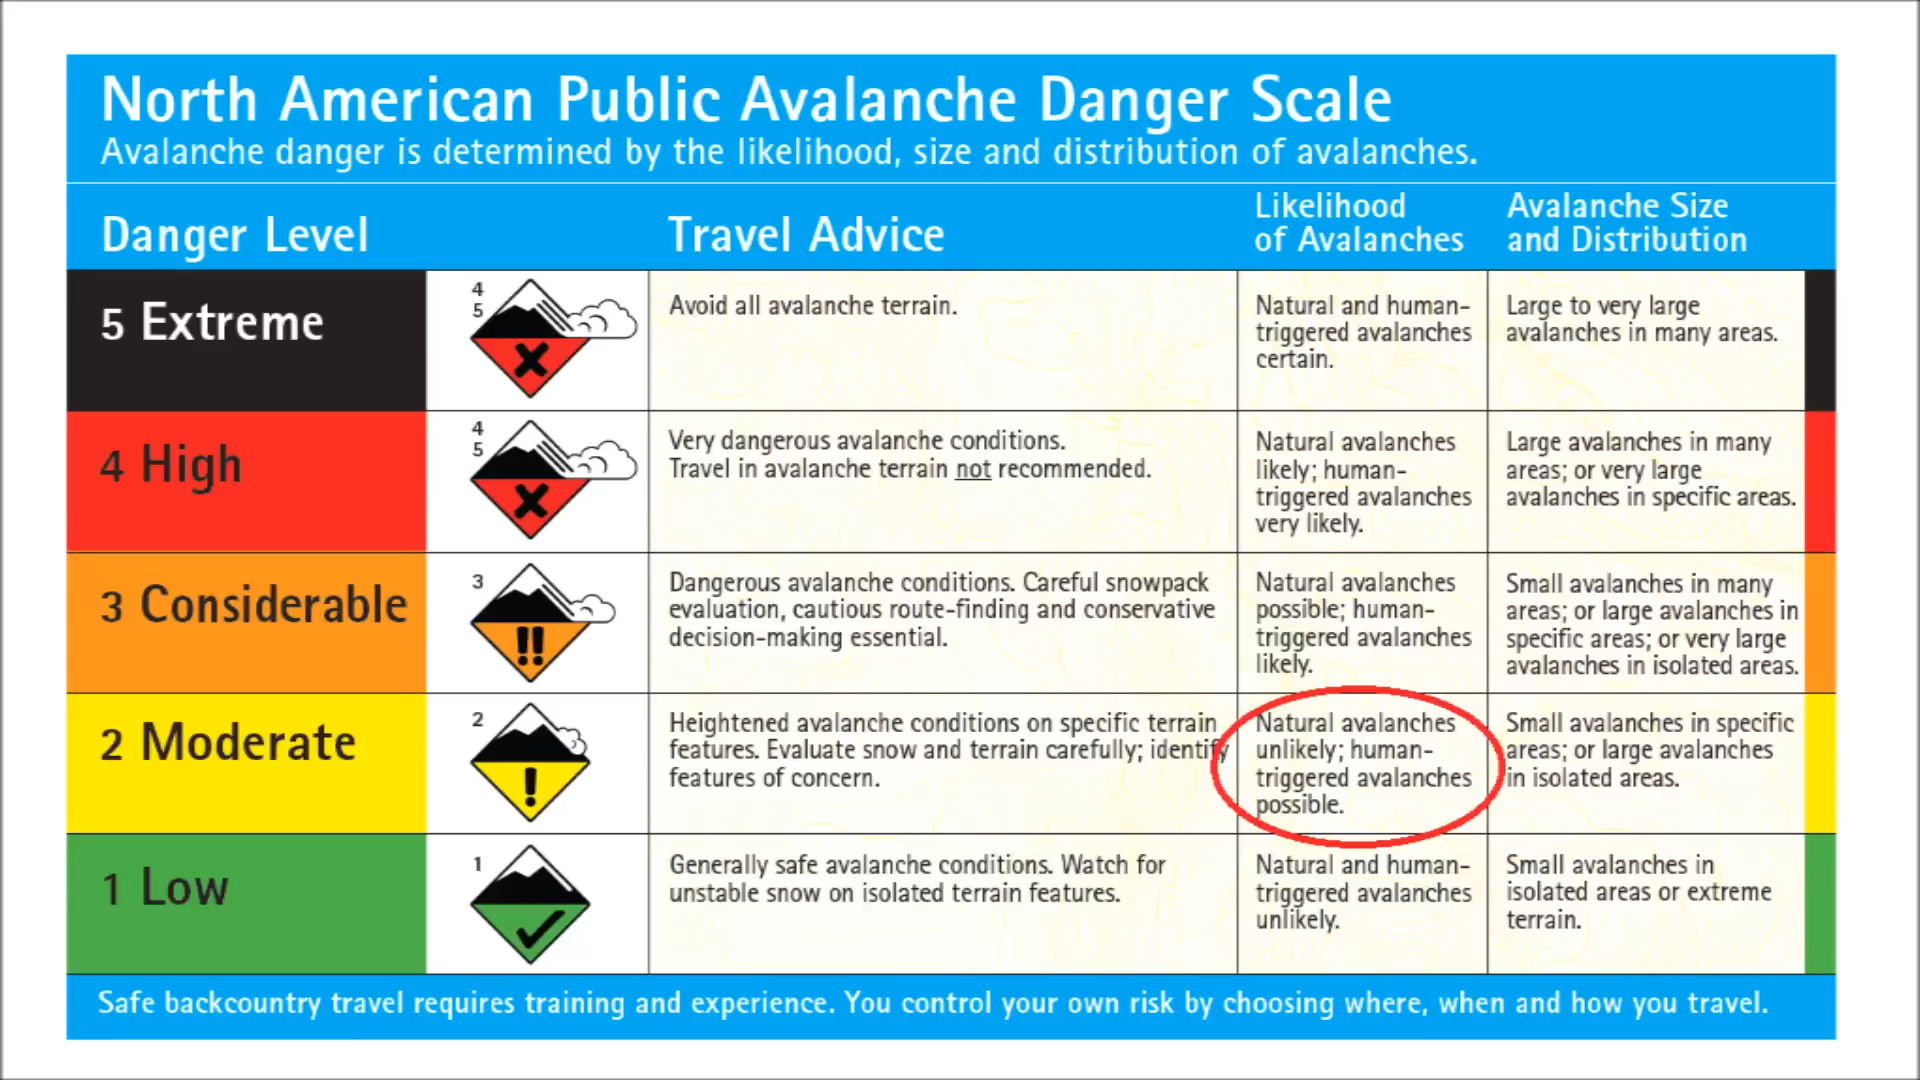 North American Public Avalanche Danger Scale
Avalanche danger is determined by the likelihood, size and distribution of avalanches.
Danger Level
Travel Advice
Likelihood
of Avalanches
Avalanche Size
and Distribution
5 Extreme
4
5
Avoid all avalanche terrain.
Natural and human-
triggered avalanches
certain.
Large to very large
avalanches in many areas.
4 High
4
5
Very dangerous avalanche conditions.
Travel in avalanche terrain not recommended.
Natural avalanches
likely; human-
triggered avalanches
very likely.
Large avalanches in many
areas; or very large
avalanches in specific areas.
3 Considerable
3
Dangerous avalanche conditions. Careful snowpack
evaluation, cautious route-finding and conservative
decision-making essential.
Natural avalanches
possible; human-
triggered avalanches
likely.
Small avalanches in many
areas; or large avalanches in
specific areas; or very large
avalanches in isolated areas.
2 Moderate
2
Heightened avalanche conditions on specific terrain
features. Evaluate snow and terrain carefully; identify
features of concern.
Natural avalanches
unlikely; human-
triggered avalanches
possible.
Small avalanches in specific
areas; or large avalanches
in isolated areas.
1 Low
1
Generally safe avalanche conditions. Watch for
unstable snow on isolated terrain features.
Natural and human-
triggered avalanches
unlikely.
Small avalanches in
isolated areas or extreme
terrain.
Safe backcountry travel requires training and experience. You control your own risk by choosing where, when and how you travel.